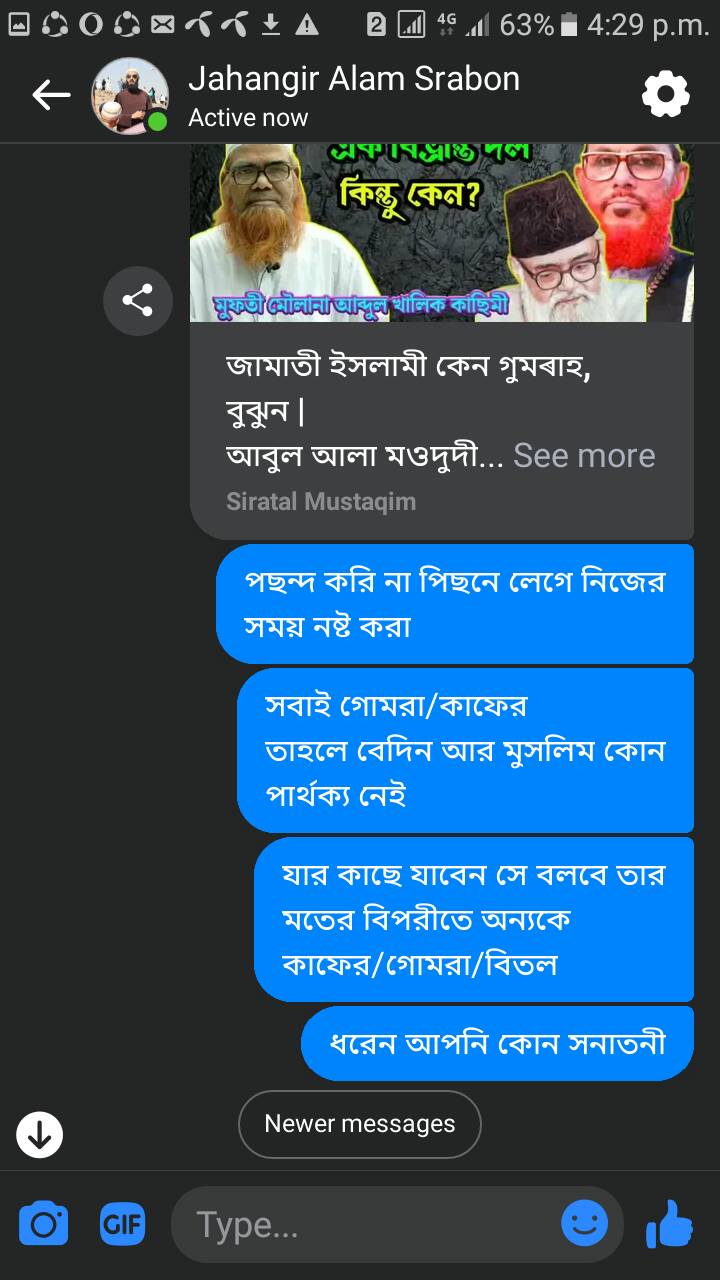 2 4G 63% 4:29 p.m.
Jahangir Alam Srabon
Active now
এক বিভ্রান্ত দল
কিন্তু কেন?
মুফতী মৌলানা আব্দুল খালিক কাছিমী
জামাতী ইসলামী কেন গুমৰাহ,
বুঝুন |
আবুল আলা মওদুদী... See more
Siratal Mustaqim
পছন্দ করি না পিছনে লেগে নিজের
সময় নষ্ট করা
সবাই গোমরা/কাফের
তাহলে বেদিন আর মুসলিম কোন
পার্থক্য নেই
যার কাছে যাবেন সে বলবে তার
মতের বিপরীতে অন্যকে
কাফের/গোমরা/বিতল
ধরেন আপনি কোন সনাতনী
Newer messages
GIF Type...